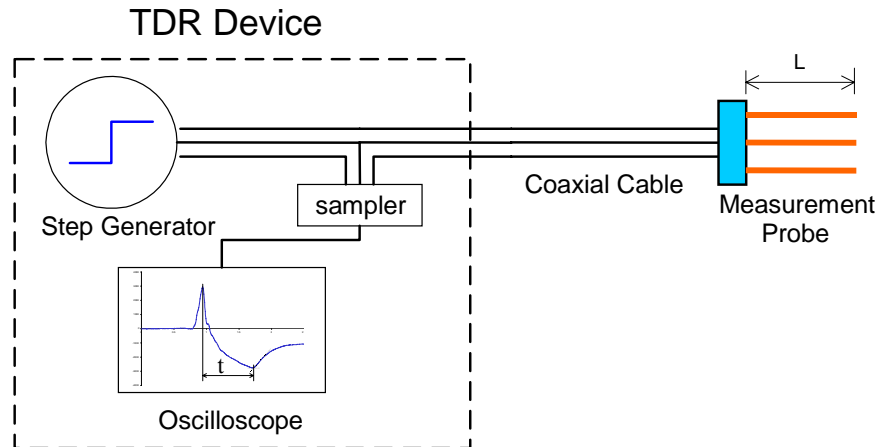 TDR Device
L
Step Generator
sampler
Coaxial Cable
Measurement
Probe
t
Oscilloscope